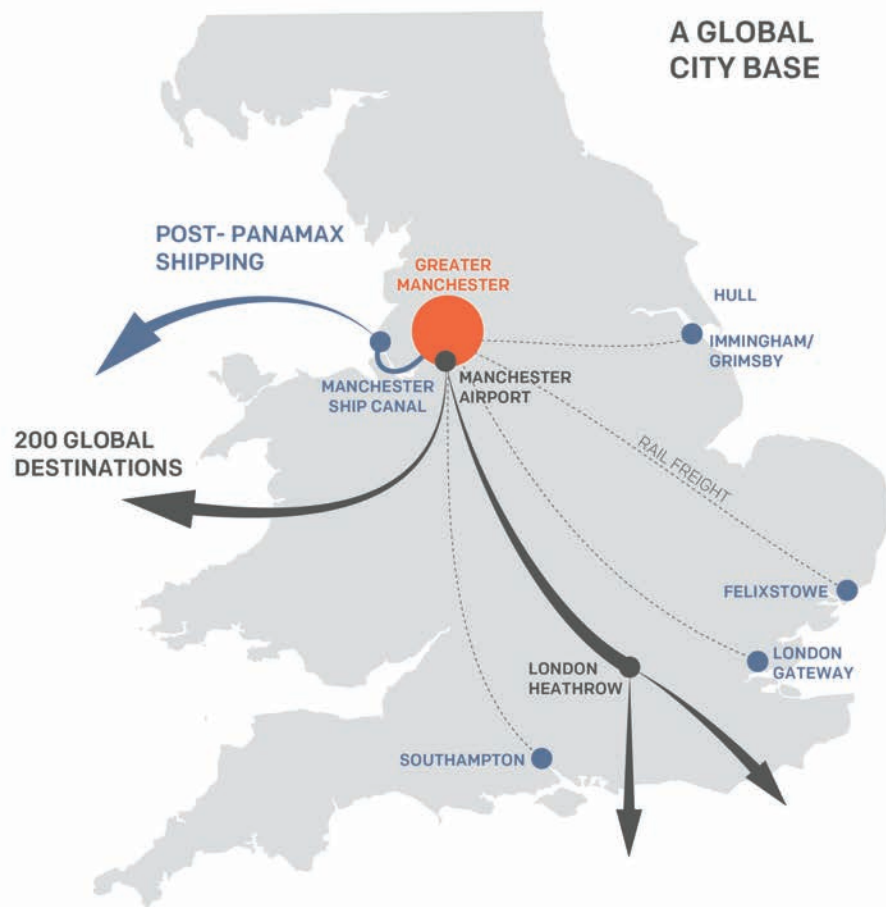 A GLOBAL
CITY BASE
POST- PANAMAX
SHIPPING
GREATER
MANCHESTER
HULL
IMMINGHAM/
GRIMSBY
MANCHESTER
SHIP CANAL
MANCHESTER
AIRPORT
200 GLOBAL
DESTINATIONS
RAIL FREIGHT
FELIXSTOWE
LONDON
GATEWAY
LONDON
HEATHROW
SOUTHAMPTON